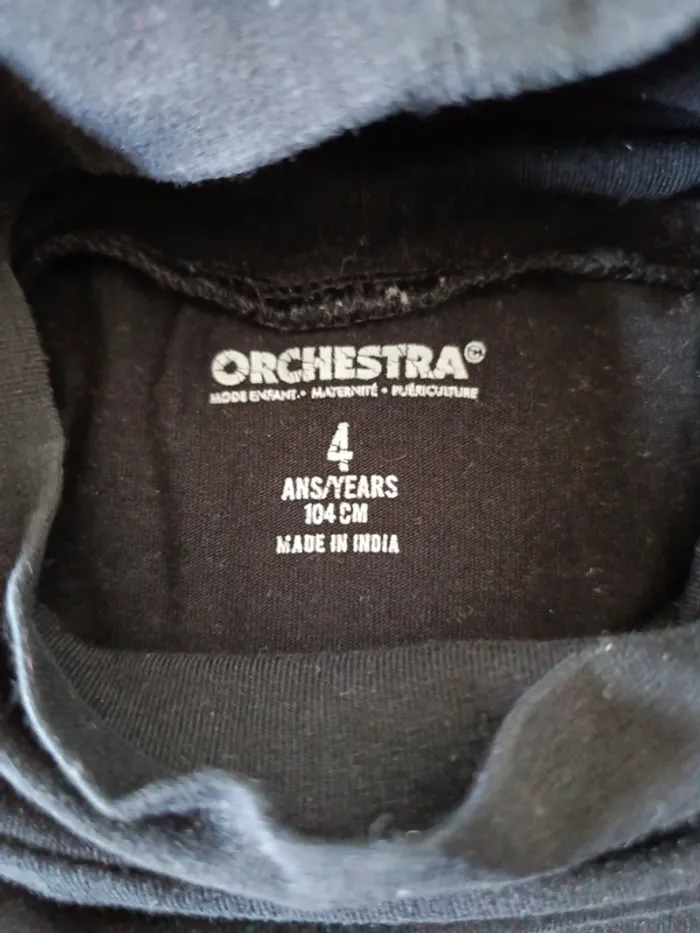 ORCHESTRA©
MODE ENFANT • MATERNITÉ • PUÉRICULTURE
4
ANS/YEARS
104 CM
MADE IN INDIA